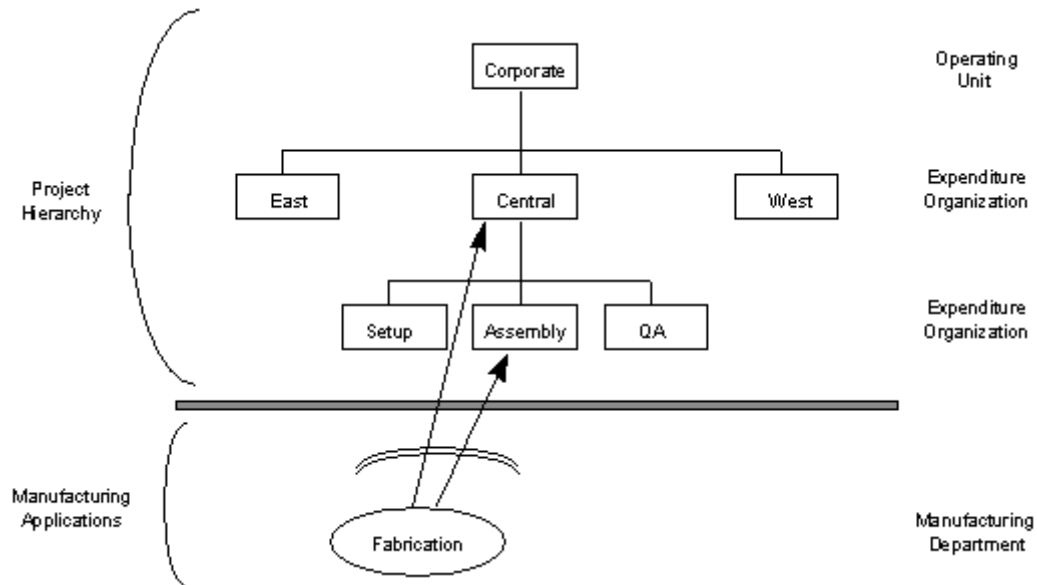 Corporate
Operating
Unit
Project
Hierarchy
East
Central
West
Expenditure
Organization
Setup
Assembly
QA
Expenditure
Organization
Manufacturing
Applications
Fabrication
Manufacturing
Department